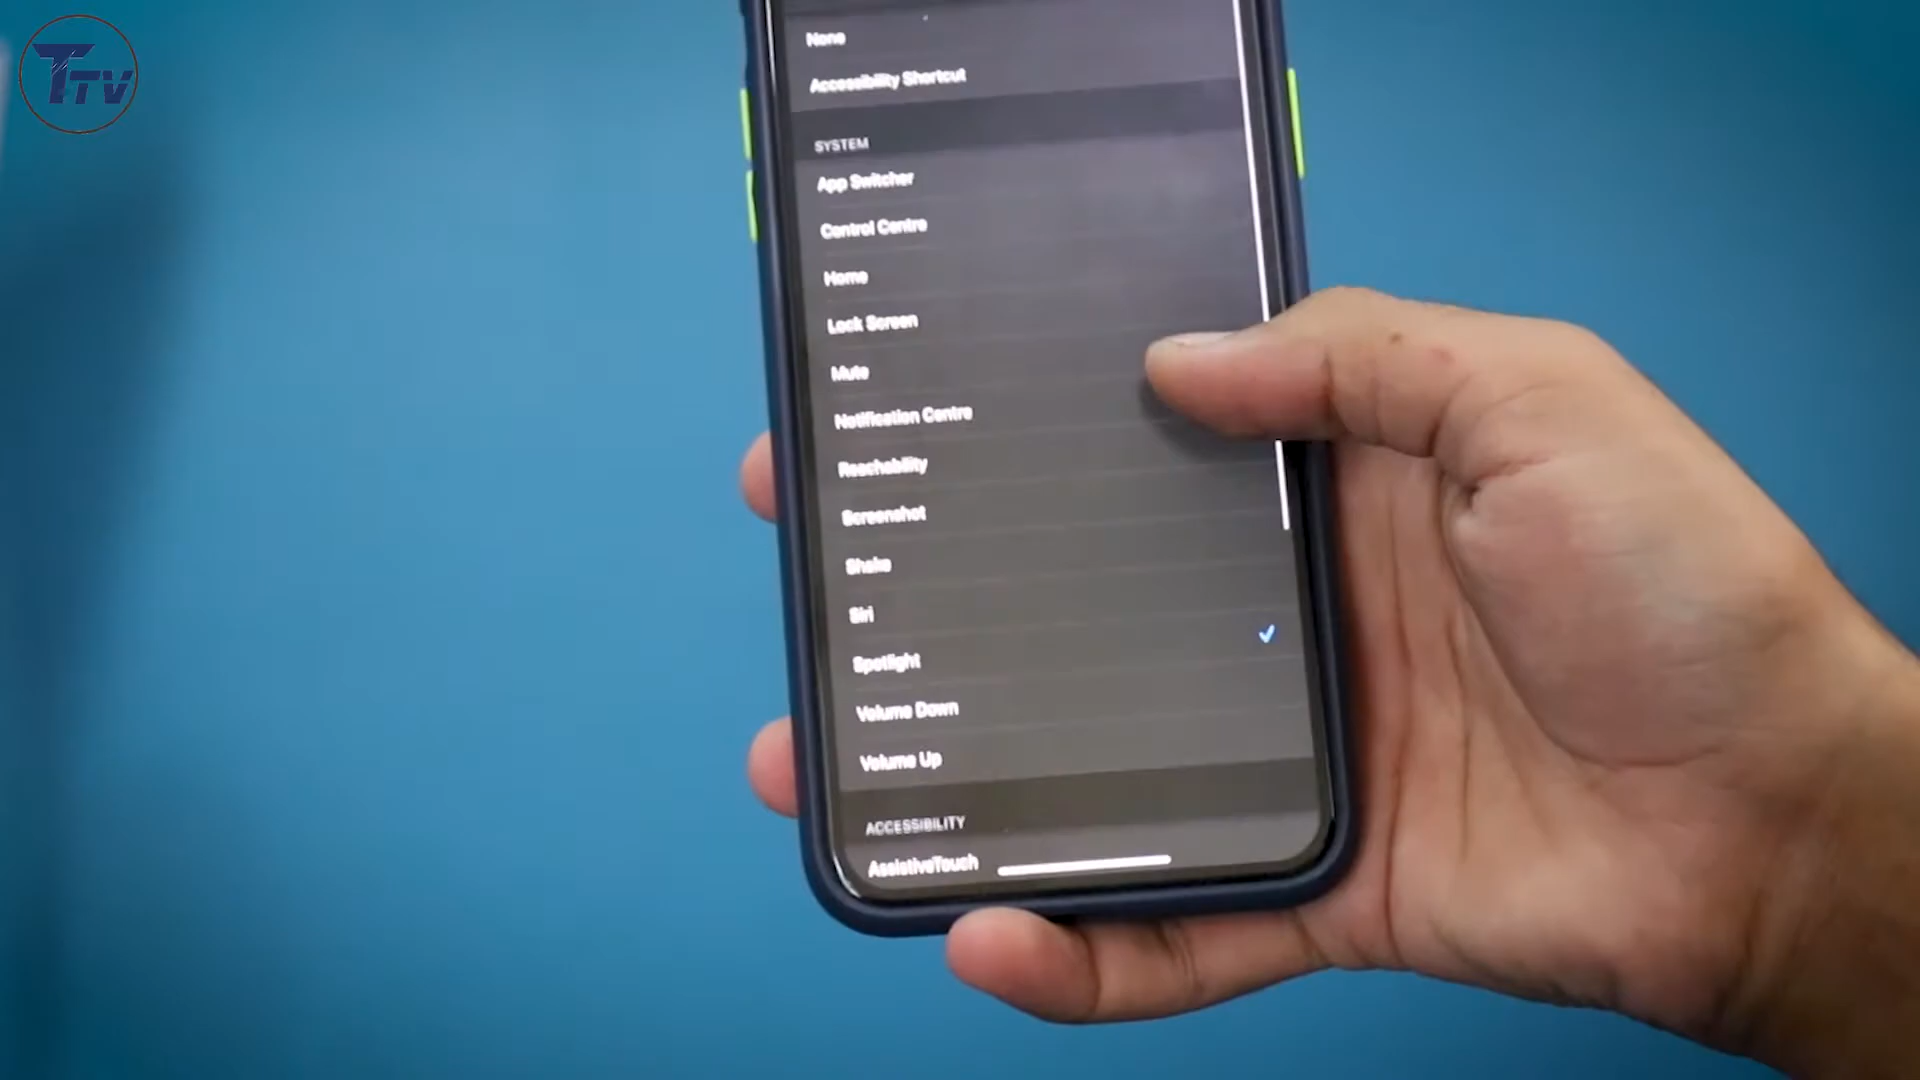 TTV
None
Accessibility Shortcut
SYSTEM
App Switcher
Control Centre
Home
Lock Screen
Mute
Notification Centre
Reachability
Screenshot
Shake
Siri
Spotlight
Volume Down
Volume Up
ACCESSIBILITY
AssistiveTouch